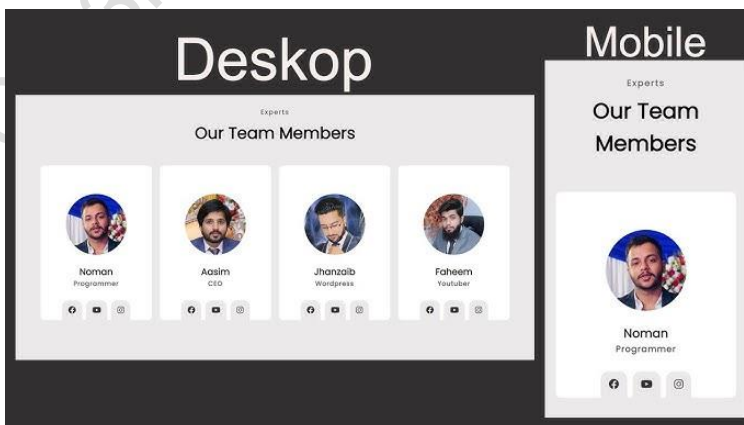 Deskop
Experts
Our Team Members
Noman
Programmer
Aasim
CEO
Jhanzaib
Wordpress
Faheem
Youtuber
Mobile
Experts
Our Team
Members
Noman
Programmer